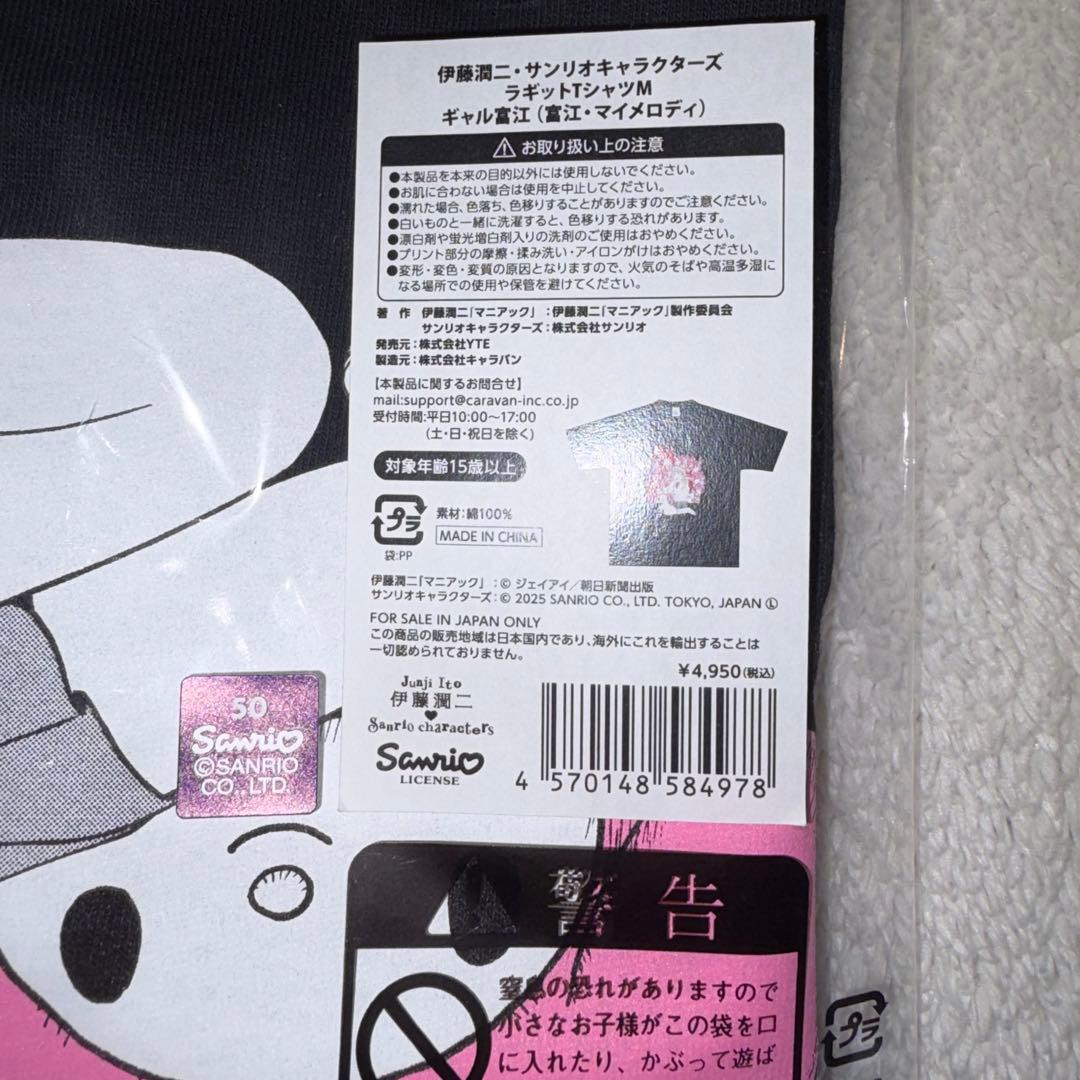 伊藤潤二・サンリオキャラクターズ
ラギットTシャツM
ギャル富江(富江・マイメロディ)
お取り扱い上の注意
●本製品を本来の目的以外には使用しないでください。
●お肌に合わない場合は使用を中止してください。
●濡れた場合、色落ち、色移りすることがありますのでご注意ください。
●白いものと一緒に洗濯すると、色移りする恐れがあります。
●漂白剤や蛍光増白剤入りの洗剤のご使用はおやめください。
●プリント部分の摩擦・揉み洗い・アイロンがけはおやめください。
●変形・変色・変質の原因となりますので、火気のそばや高温多湿に
なる場所での使用や保管を避けてください。
著 作 伊藤潤二「マニアック」:伊藤潤二「マニアック」製作委員会
サンリオキャラクターズ:株式会社サンリオ
発売元:株式会社YTE
製造元:株式会社キャラバン
【本製品に関するお問合せ】
mail:support@caravan-inc.co.jp
受付時間:平日10:00〜17:00
(土・日・祝日を除く)
対象年齢15歳以上
プラ
袋:PP
素材:綿100%
MADE IN CHINA
伊藤潤二「マニアック」:© ジェイアイ/朝日新聞出版
サンリオキャラクターズ:© 2025 SANRIO CO., LTD. TOKYO, JAPAN Ⓛ
FOR SALE IN JAPAN ONLY
この商品の販売地域は日本国内であり、海外にこれを輸出することは
一切認められておりません。
¥4,950(税込)
Junji Ito
伊藤潤二
Sanrio characters
Sanrio
LICENSE
4 570148 584978
50
Sanrio
©SANRIO
CO.,LTD.
警告
窒息の恐れがありますので
小さなお子様がこの袋を口
に入れたり、かぶって遊ば
プラ